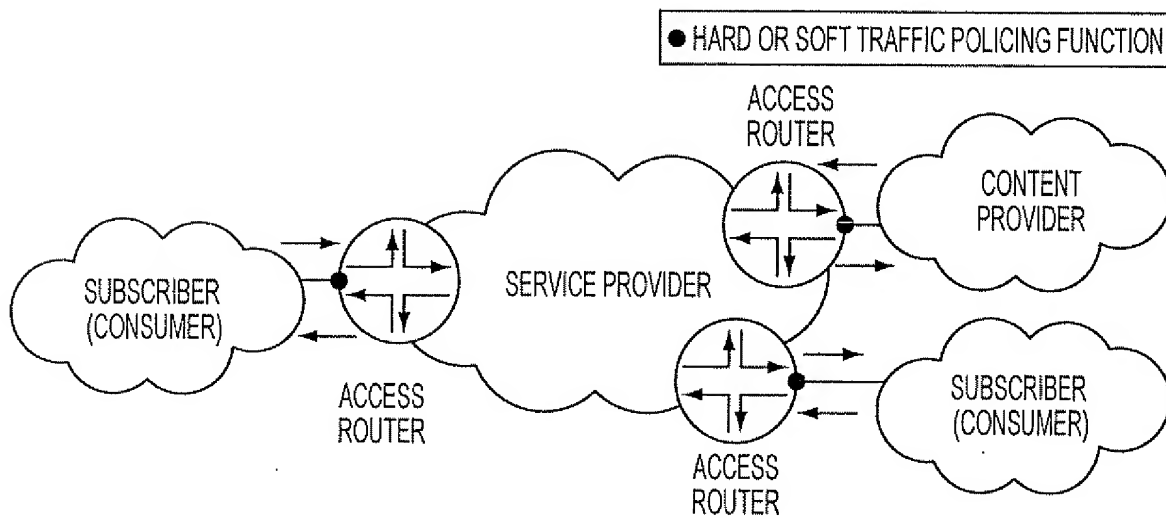 HARD OR SOFT TRAFFIC POLICING FUNCTION
ACCESS
ROUTER
CONTENT
PROVIDER
SERVICE PROVIDER
SUBSCRIBER
(CONSUMER)
ACCESS
ROUTER
SUBSCRIBER
(CONSUMER)
ACCESS
ROUTER